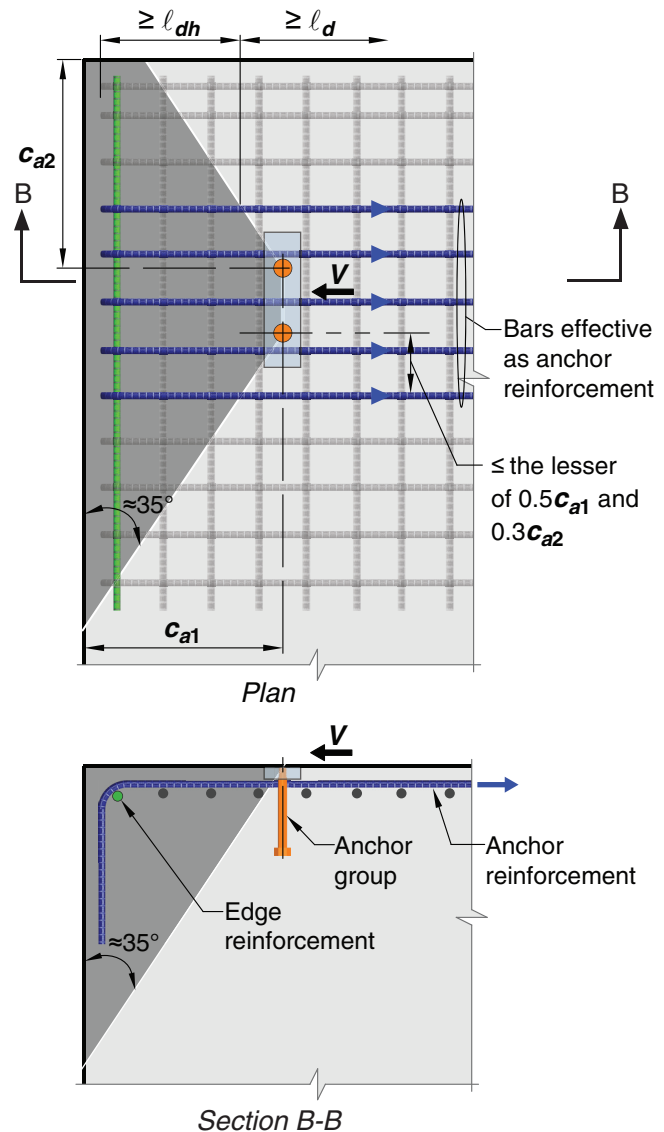 ≥ ℓdh
≥ ℓd
ca2
B
B
V
Bars effective
as anchor
reinforcement
≤ the lesser
of 0.5ca1 and
0.3ca2
≈35°
ca1
Plan
V
Anchor
group
Anchor
reinforcement
Edge
reinforcement
≈35°
Section B-B